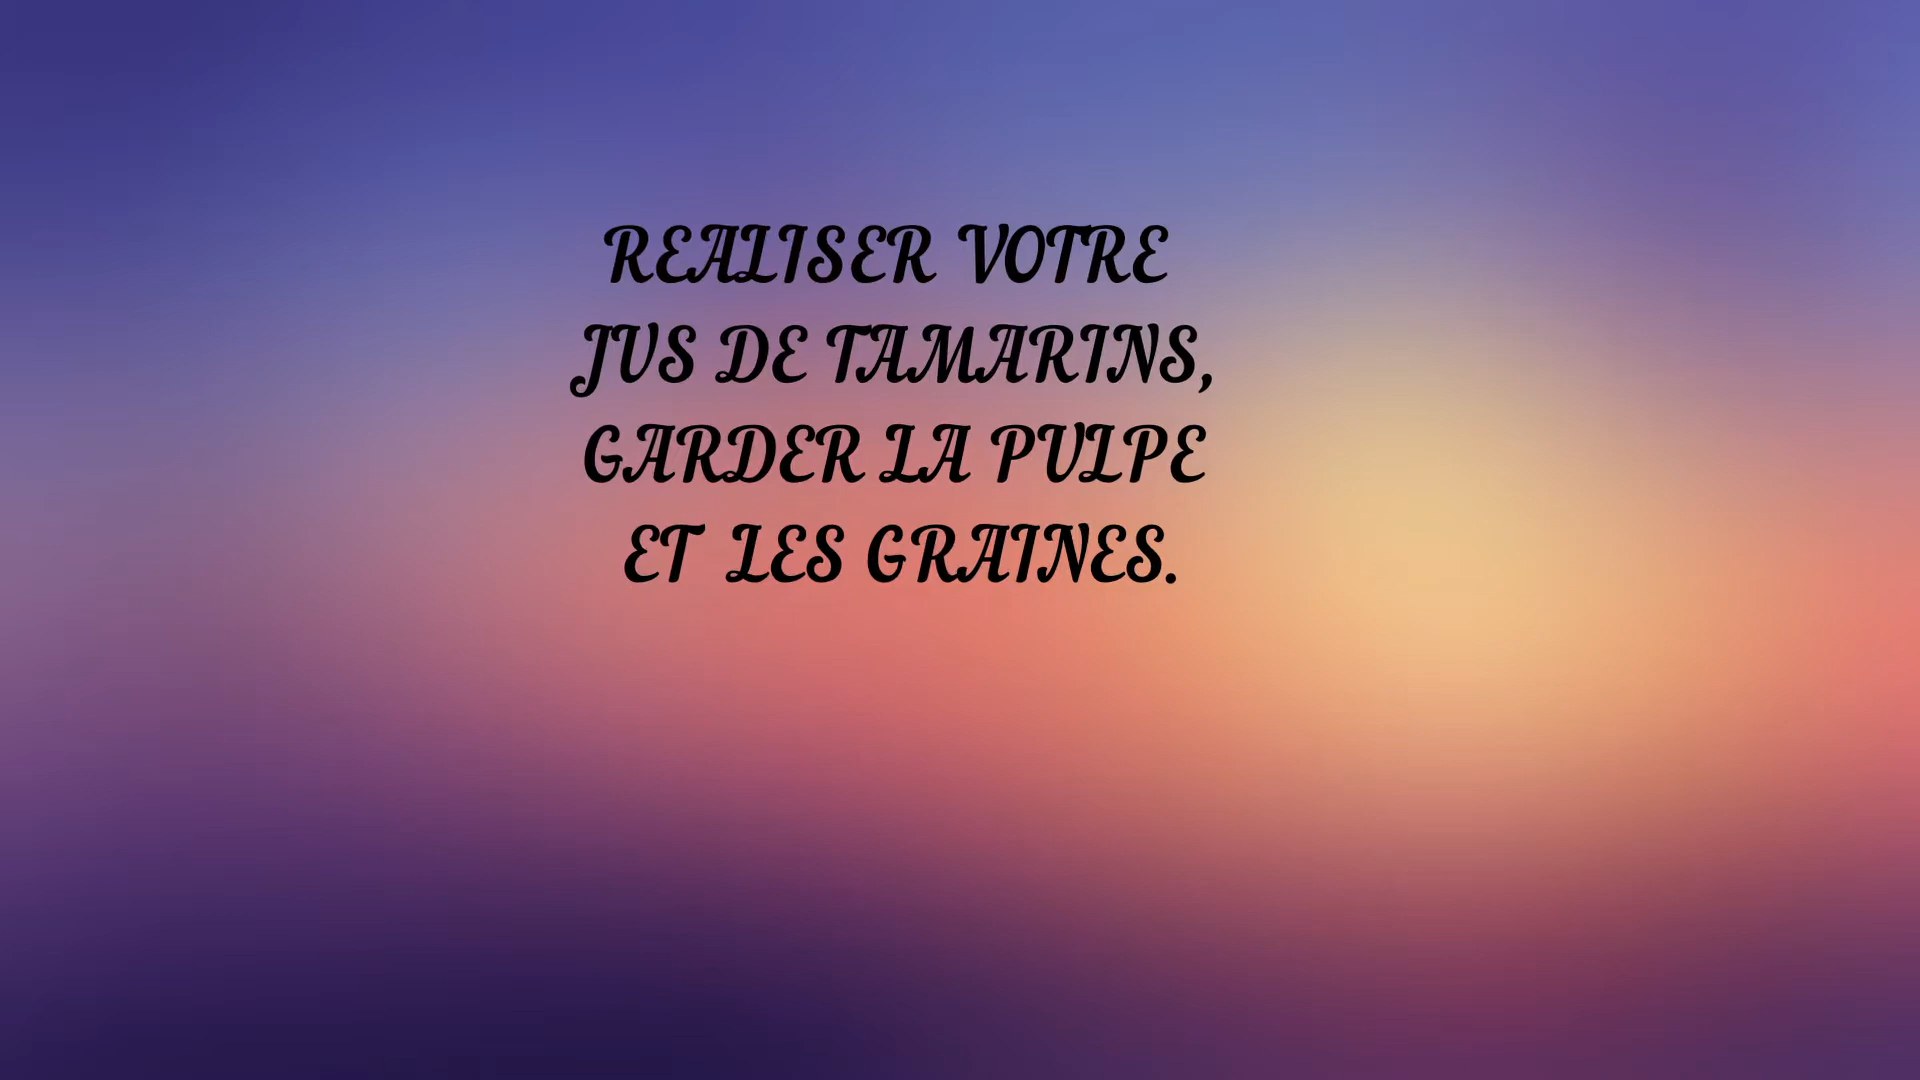 REALISER VOTRE
JUS DE TAMARINS,
GARDER LA PULPE
ET LES GRAINES.